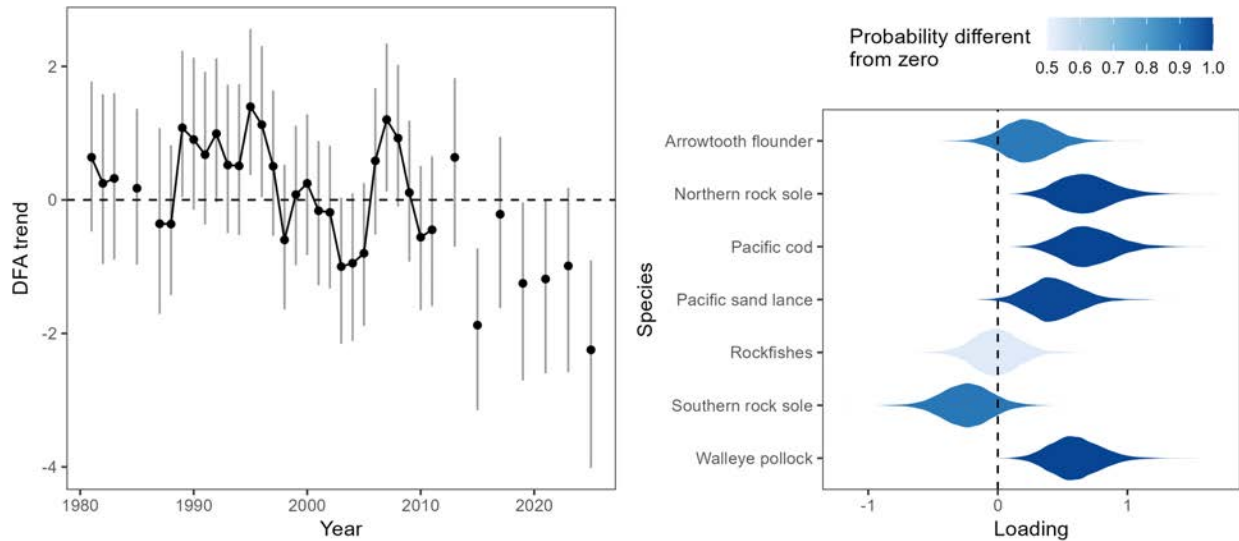 2
0
-2
-4
DFA trend
1980
1990
2000
2010
2020
Year
Probability different
from zero
0.5 0.6 0.7 0.8 0.9 1.0
Species
Arrowtooth flounder
Northern rock sole
Pacific cod
Pacific sand lance
Rockfishes
Southern rock sole
Walleye pollock
-1
0
1
Loading